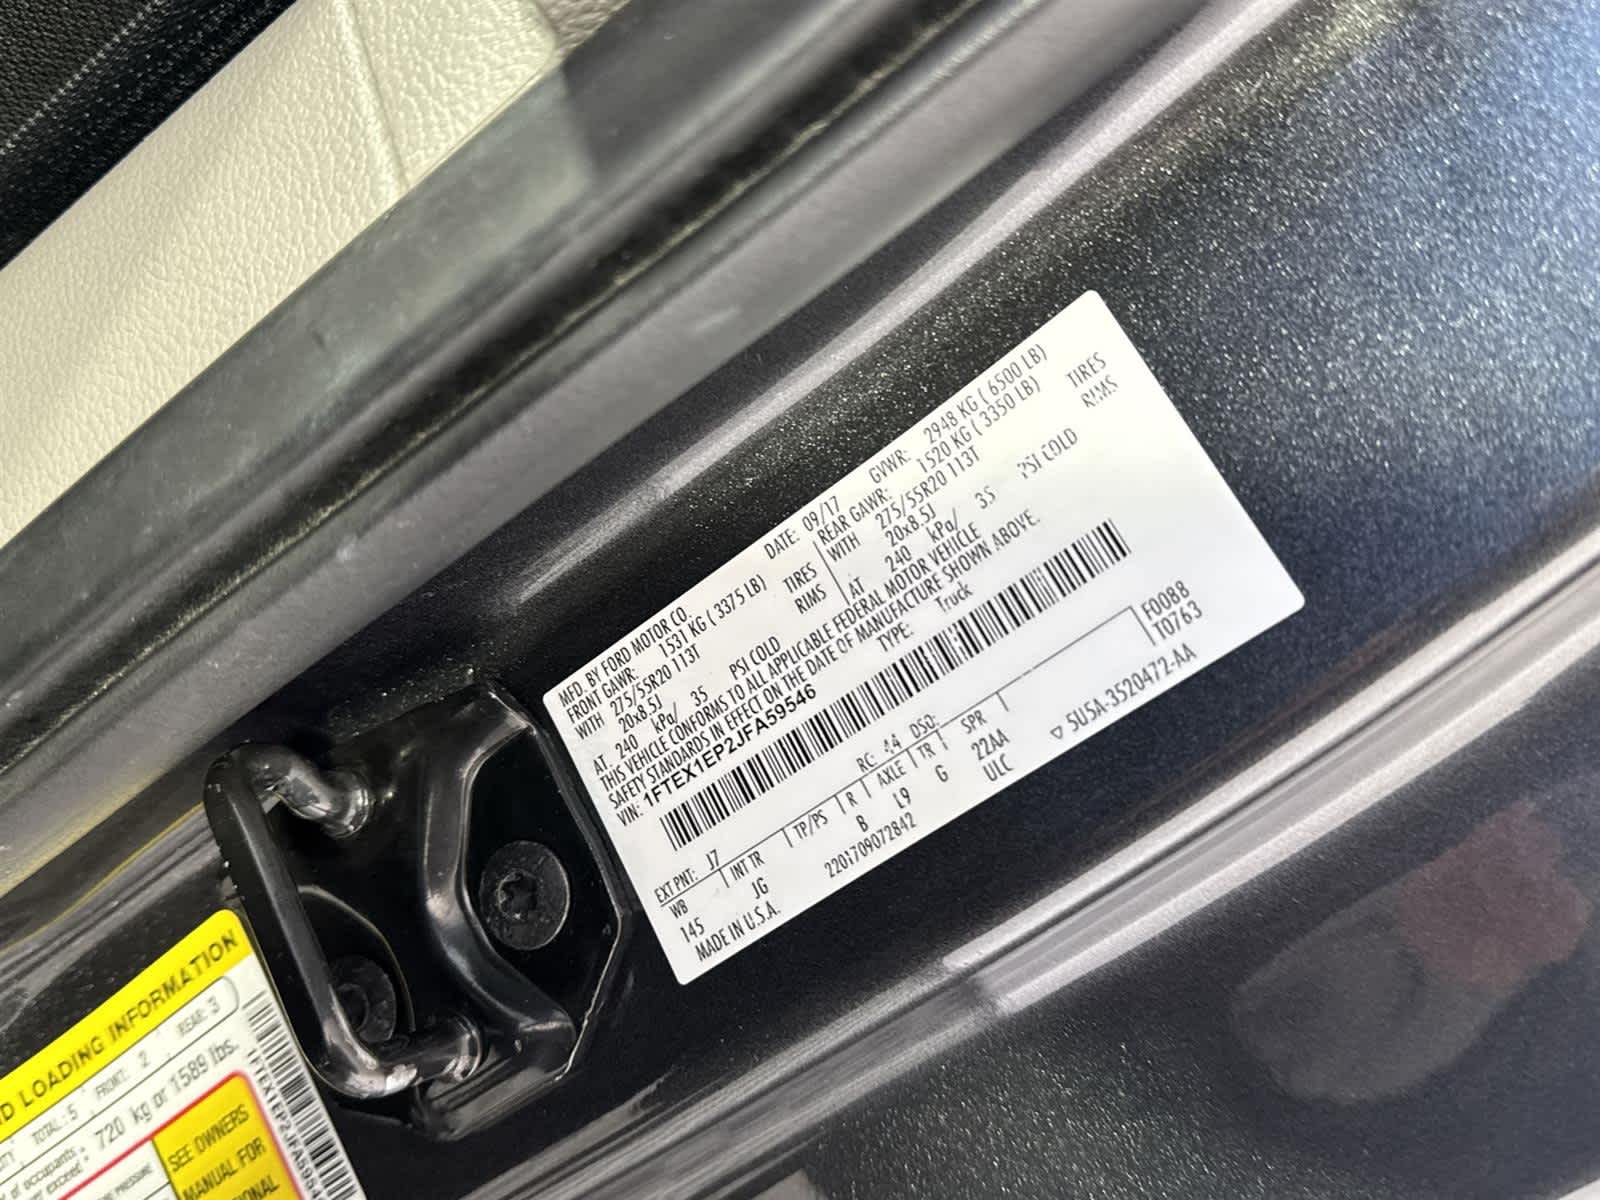 MFD. BY FORD MOTOR CO.
DATE: 09/17
GVWR: 2948 KG ( 6500 LB)
FRONT GAWR: 1531 KG ( 3375 LB)
REAR GAWR: 1520 KG ( 3350 LB)
WITH 275/55R20 113T TIRES
WITH 275/55R20 113T TIRES
20x8.5J RIMS
20x8.5J RIMS
AT 240 kPa/ 35 PSI COLD
AT 240 kPa/ 35 PSI COLD
THIS VEHICLE CONFORMS TO ALL APPLICABLE FEDERAL MOTOR VEHICLE
SAFETY STANDARDS IN EFFECT ON THE DATE OF MANUFACTURE SHOWN ABOVE.
VIN: 1FTEX1EP2JFA59546
TYPE: Truck
F0088
T0763
EXT PNT: J7
RC: 44 DSO:
WB INT TR TP/PS R AXLE TR SPR
145 JG B L9 G 22AA
MADE IN U.S.A.
2201709072842
ULC
▽ SU5A-3520472-AA
D LOADING INFORMATION
TOTAL: 5 FRONT: 2 REAR: 3
of occupants
exceed 720 kg or 1589 lbs.
PRESSURE
SEE OWNERS
MANUAL FOR
1FTEX1EP2JFA5954